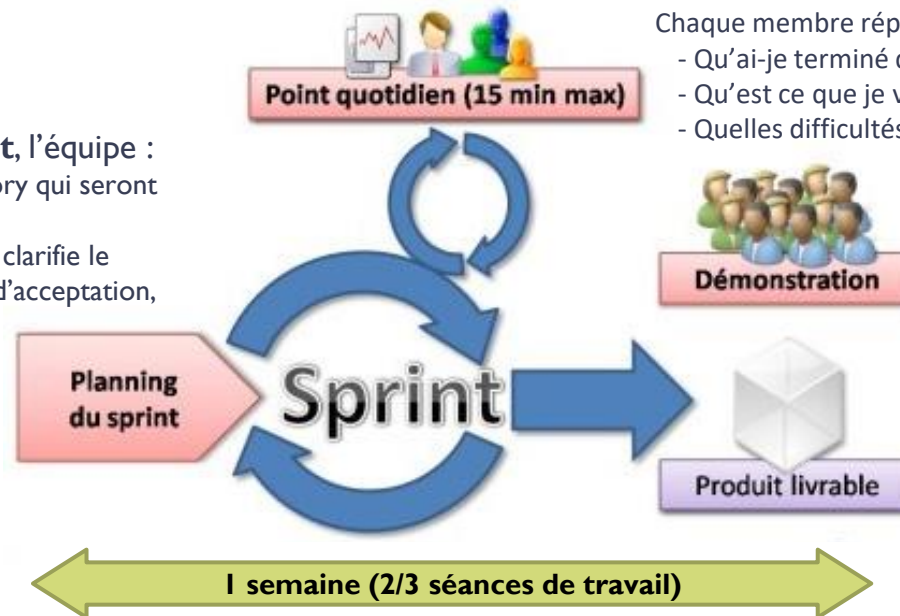 Chaque membre
- Qu'ai-je terminé
- Qu'est ce que je
- Quelles difficultés
Point quotidien (15 min max)
, l'équipe :
qui seront
clarifie le
d'acceptation,
Démonstration
Planning
du sprint
Sprint
Produit livrable
1 semaine (2/3 séances de travail)